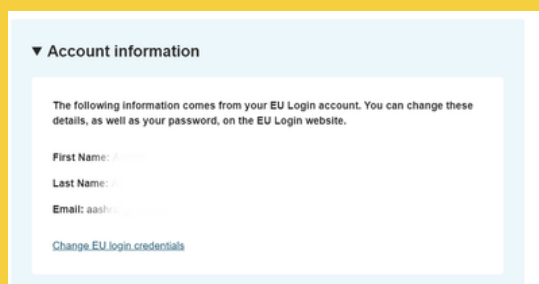 Account information
The following information comes from your EU Login account. You can change these
details, as well as your password, on the EU Login website.
First Name:
Last Name:
Email:
Change EU login credentials